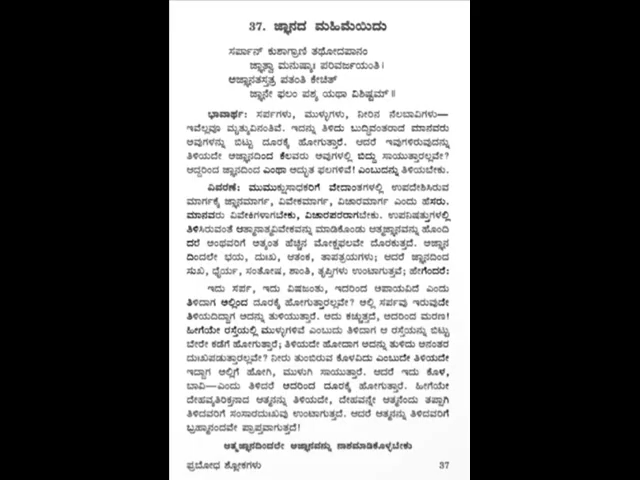 37. ಜ್ಞಾನದ ಮಹಿಮೆಯಿದು
ಸರ್ಪಾನ್ ಕುಶಾಗ್ರಾಣಿ ತಥೋದಪಾನಂ
ಜ್ಞಾತ್ವಾ ಮನುಷ್ಯಾಃ ಪರಿವರ್ಜಯಂತಿ।
ಅಜ್ಞಾನತಸ್ತತ್ರ ಪತಂತಿ ಕೇಚಿತ್
ಜ್ಞಾನೇ ಫಲಂ ಪಶ್ಯ ಯಥಾ ವಿಶಿಷ್ಟಮ್॥
ಭಾವಾರ್ಥ: ಸರ್ಪಗಳು, ಮುಳ್ಳುಗಳು, ನೀರಿನ ನೆಲಬಾವಿಗಳು—
ಇವೆಲ್ಲವೂ ಮೃತ್ಯುವಿನಂತಿವೆ. ಇದನ್ನು ತಿಳಿದು ಬುದ್ಧಿವಂತರಾದ ಮಾನವರು
ಅವುಗಳನ್ನು ಬಿಟ್ಟು ದೂರಕ್ಕೆ ಹೋಗುತ್ತಾರೆ. ಆದರೆ ಇವುಗಳಿರುವುದನ್ನು
ತಿಳಿಯದೇ ಅಜ್ಞಾನದಿಂದ ಕೆಲವರು ಅವುಗಳಲ್ಲಿ ಬಿದ್ದು ಸಾಯುತಾರಲ್ಲವೇ?
ಆದ್ದರಿಂದ ಜ್ಞಾನದಿಂದ ಎಂಥಾ ಅದ್ಭುತ ಫಲಗಳಿವೆ! ಎಂಬುದನ್ನು ತಿಳಿಯಬೇಕು.
ವಿವರಣೆ: ಮುಮುಕ್ಷುಸಾಧಕರಿಗೆ ವೇದಾಂತಗಳಲ್ಲಿ ಉಪದೇಶಿಸಿರುವ
ಮಾರ್ಗಕ್ಕೆ ಜ್ಞಾನಮಾರ್ಗ, ವಿವೇಕಮಾರ್ಗ, ವಿಚಾರಮಾರ್ಗ ಎಂದು ಹೆಸರು.
ಮಾನವರು ವಿವೇಕಿಗಳಾಗಬೇಕು, ವಿಚಾರಪರರಾಗಬೇಕು. ಉಪನಿಷತ್ತುಗಳಲ್ಲಿ
ತಿಳಿಸಿರುವಂತೆ ಆತ್ಮಾನಾತ್ಮವಿವೇಕವನ್ನು ಮಾಡಿಕೊಂಡು ಆತ್ಮಜ್ಞಾನವನ್ನು ಹೊಂದಿ
ದರೆ ಅಂಥವರಿಗೆ ಅತ್ಯಂತ ಹೆಚ್ಚಿನ ಮೋಕ್ಷಫಲವೇ ದೊರಕುತ್ತದೆ. ಅಜ್ಞಾನ
ದಿಂದಲೇ ಭಯ, ದುಃಖ, ಆತಂಕ, ತಾಪತ್ರಯಗಳು; ಆದರೆ ಜ್ಞಾನದಿಂದ
ಸುಖ, ಧೈರ್ಯ, ಸಂತೋಷ, ಶಾಂತಿ, ತೃಪ್ತಿಗಳು ಉಂಟಾಗುತ್ತವೆ; ಹೇಗೆಂದರೆ:
ಇದು ಸರ್ಪ, ಇದು ವಿಷಜಂತು, ಇದರಿಂದ ಅಪಾಯವಿದೆ ಎಂದು
ತಿಳಿದಾಗ ಅಲ್ಲಿಂದ ದೂರಕ್ಕೆ ಹೋಗುತ್ತಾರಲ್ಲವೇ? ಅಲ್ಲಿ ಸರ್ಪವು ಇರುವುದೇ
ತಿಳಿಯದಿದ್ದಾಗ ಅದನ್ನು ತುಳಿಯುತ್ತಾರೆ. ಅದು ಕಚ್ಚುತ್ತದೆ, ಅದರಿಂದ ಮರಣ!
ಹೀಗೆಯೇ ರಸ್ತೆಯಲ್ಲಿ ಮುಳ್ಳುಗಳಿವೆ ಎಂಬುದು ತಿಳಿದಾಗ ಆ ರಸ್ತೆಯನ್ನು ಬಿಟ್ಟು
ಬೇರೇ ಕಡೆಗೆ ಹೋಗುತ್ತಾರೆ; ತಿಳಿಯದೇ ಹೋದಾಗ ಅದನ್ನು ತುಳಿದು ಅನಂತರ
ದುಃಖಪಡುತ್ತಾರಲ್ಲವೇ? ನೀರು ತುಂಬಿರುವ ಕೊಳವಿದು ಎಂಬುದೇ ತಿಳಿಯದೇ
ಇದ್ದಾಗ ಅಲ್ಲಿಗೆ ಹೋಗಿ, ಮುಳುಗಿ ಸಾಯುತ್ತಾರೆ. ಆದರೆ ಇದು ಕೊಳ,
ಬಾವಿ—ಎಂದು ತಿಳಿದರೆ ಅದರಿಂದ ದೂರಕ್ಕೆ ಹೋಗುತ್ತಾರೆ. ಹೀಗೆಯೇ
ದೇಹವ್ಯತಿರಿಕ್ತನಾದ ಆತ್ಮನನ್ನು ತಿಳಿಯದೇ, ದೇಹವನ್ನೇ ಆತ್ಮನೆಂದು ತಪ್ಪಾಗಿ
ತಿಳಿದವರಿಗೆ ಸಂಸಾರದುಃಖವು ಉಂಟಾಗುತ್ತದೆ. ಆದರೆ ಆತ್ಮನನ್ನು ತಿಳಿದವರಿಗೆ
ಬ್ರಹ್ಮಾನಂದವೇ ಪ್ರಾಪ್ತವಾಗುತ್ತದೆ!
ಆತ್ಮಜ್ಞಾನದಿಂದಲೇ ಅಜ್ಞಾನವನ್ನು ನಾಶಮಾಡಿಕೊಳ್ಳಬೇಕು
ಪ್ರಬೋಧ ಶ್ಲೋಕಗಳು 37